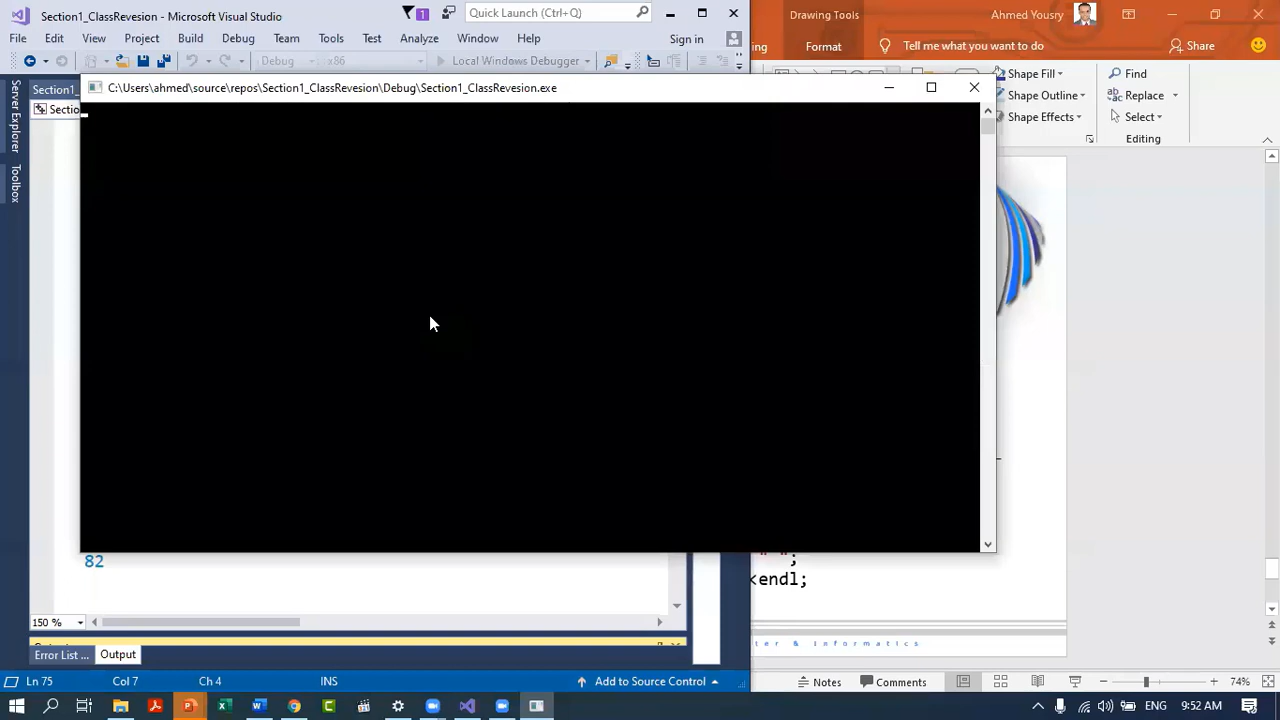 Section1_ClassRevesion - Microsoft Visual Studio
1
Quick Launch (Ctrl+Q)
File Edit View Project Build Debug Team Tools Test Analyze Window Help Sign in
Debug x86 Local Windows Debugger
Drawing Tools
Ahmed Yousry
Format
Tell me what you want to do
Share
Shape Fill
Shape Outline
Shape Effects
Find
Replace
Select
Editing
Server Explorer
Toolbox
C:\Users\ahmed\source\repos\Section1_ClassRevesion\Debug\Section1_ClassRevesion.exe
82
" ";
<endl;
150 %
ter & Informatics
Error List ...
Output
Ln 75 Col 7 Ch 4 INS Add to Source Control
Notes Comments 74%
ENG 9:52 AM